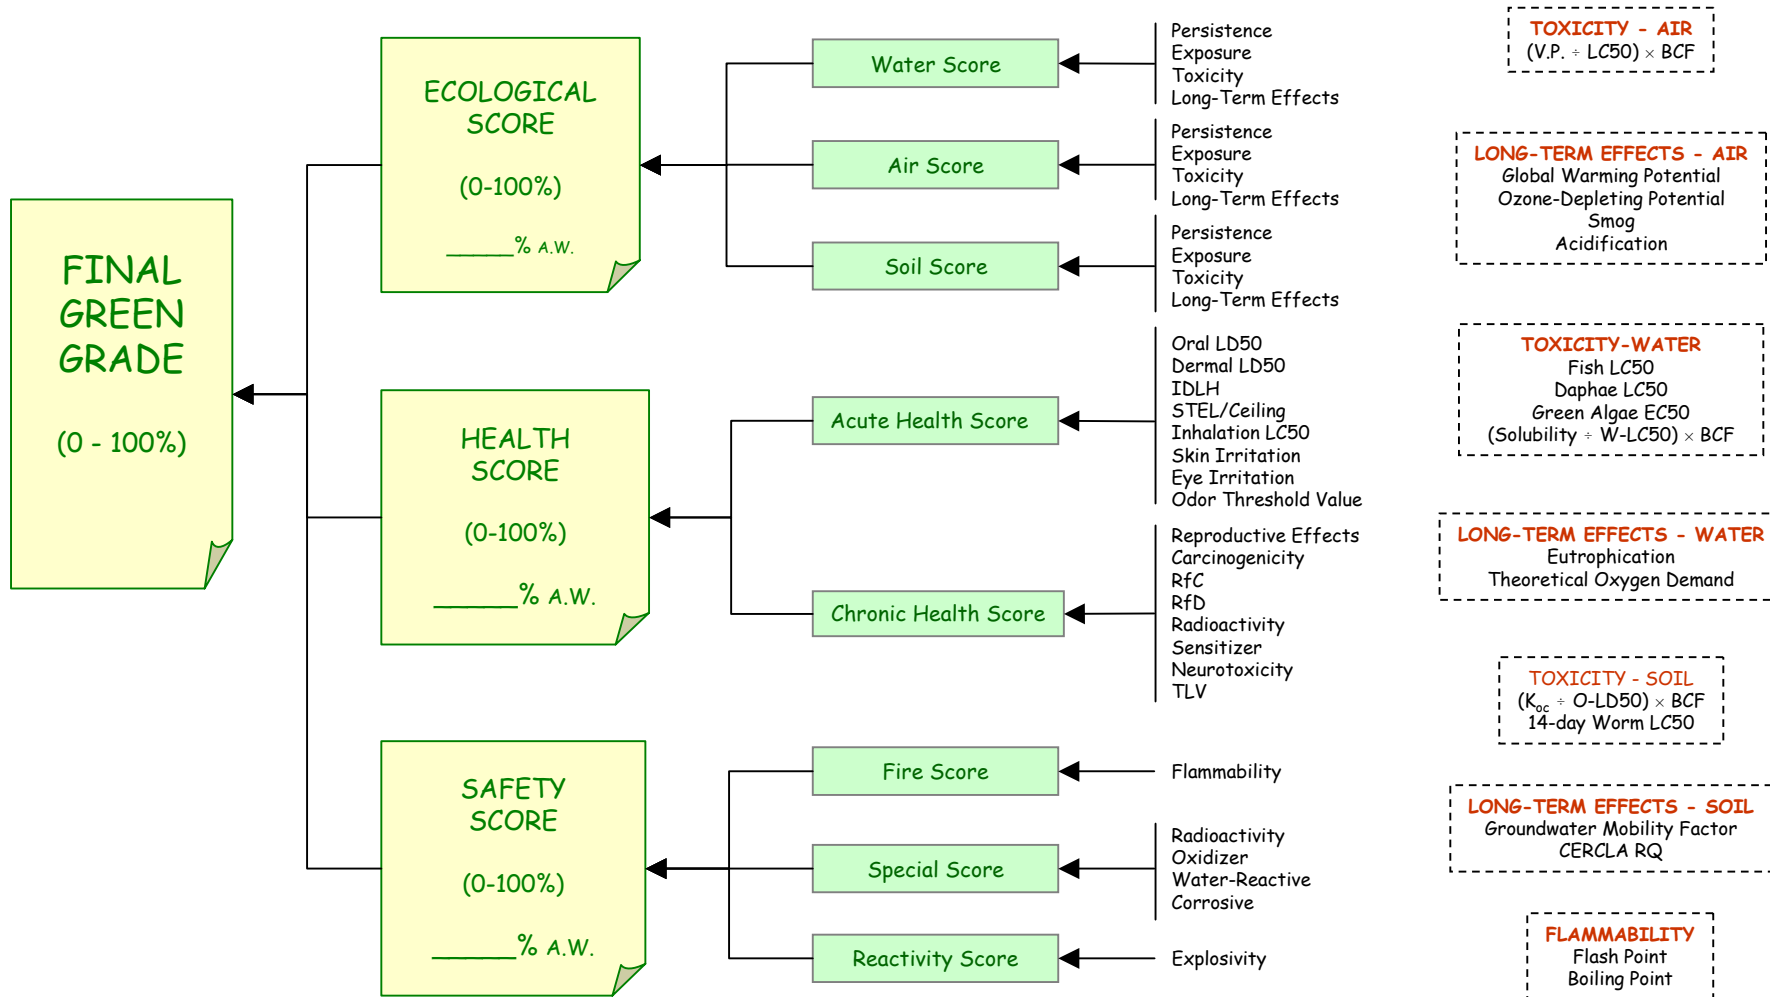 FINAL
GREEN
GRADE
(0 - 100%)
ECOLOGICAL
SCORE
(0-100%)
_____% A.W.
HEALTH
SCORE
(0-100%)
_____% A.W.
SAFETY
SCORE
(0-100%)
_____% A.W.
Water Score
Air Score
Soil Score
Acute Health Score
Chronic Health Score
Fire Score
Special Score
Reactivity Score
Persistence
Exposure
Toxicity
Long-Term Effects
Persistence
Exposure
Toxicity
Long-Term Effects
Persistence
Exposure
Toxicity
Long-Term Effects
Oral LD50
Dermal LD50
IDLH
STEL/Ceiling
Inhalation LC50
Skin Irritation
Eye Irritation
Odor Threshold Value
Reproductive Effects
Carcinogenicity
RfC
RfD
Radioactivity
Sensitizer
Neurotoxicity
TLV
Flammability
Radioactivity
Oxidizer
Water-Reactive
Corrosive
Explosivity
TOXICITY - AIR
(V.P. ÷ LC50) × BCF
LONG-TERM EFFECTS - AIR
Global Warming Potential
Ozone-Depleting Potential
Smog
Acidification
TOXICITY-WATER
Fish LC50
Daphae LC50
Green Algae EC50
(Solubility ÷ W-LC50) × BCF
LONG-TERM EFFECTS - WATER
Eutrophication
Theoretical Oxygen Demand
TOXICITY - SOIL
(Koc ÷ O-LD50) × BCF
14-day Worm LC50
LONG-TERM EFFECTS - SOIL
Groundwater Mobility Factor
CERCLA RQ
FLAMMABILITY
Flash Point
Boiling Point